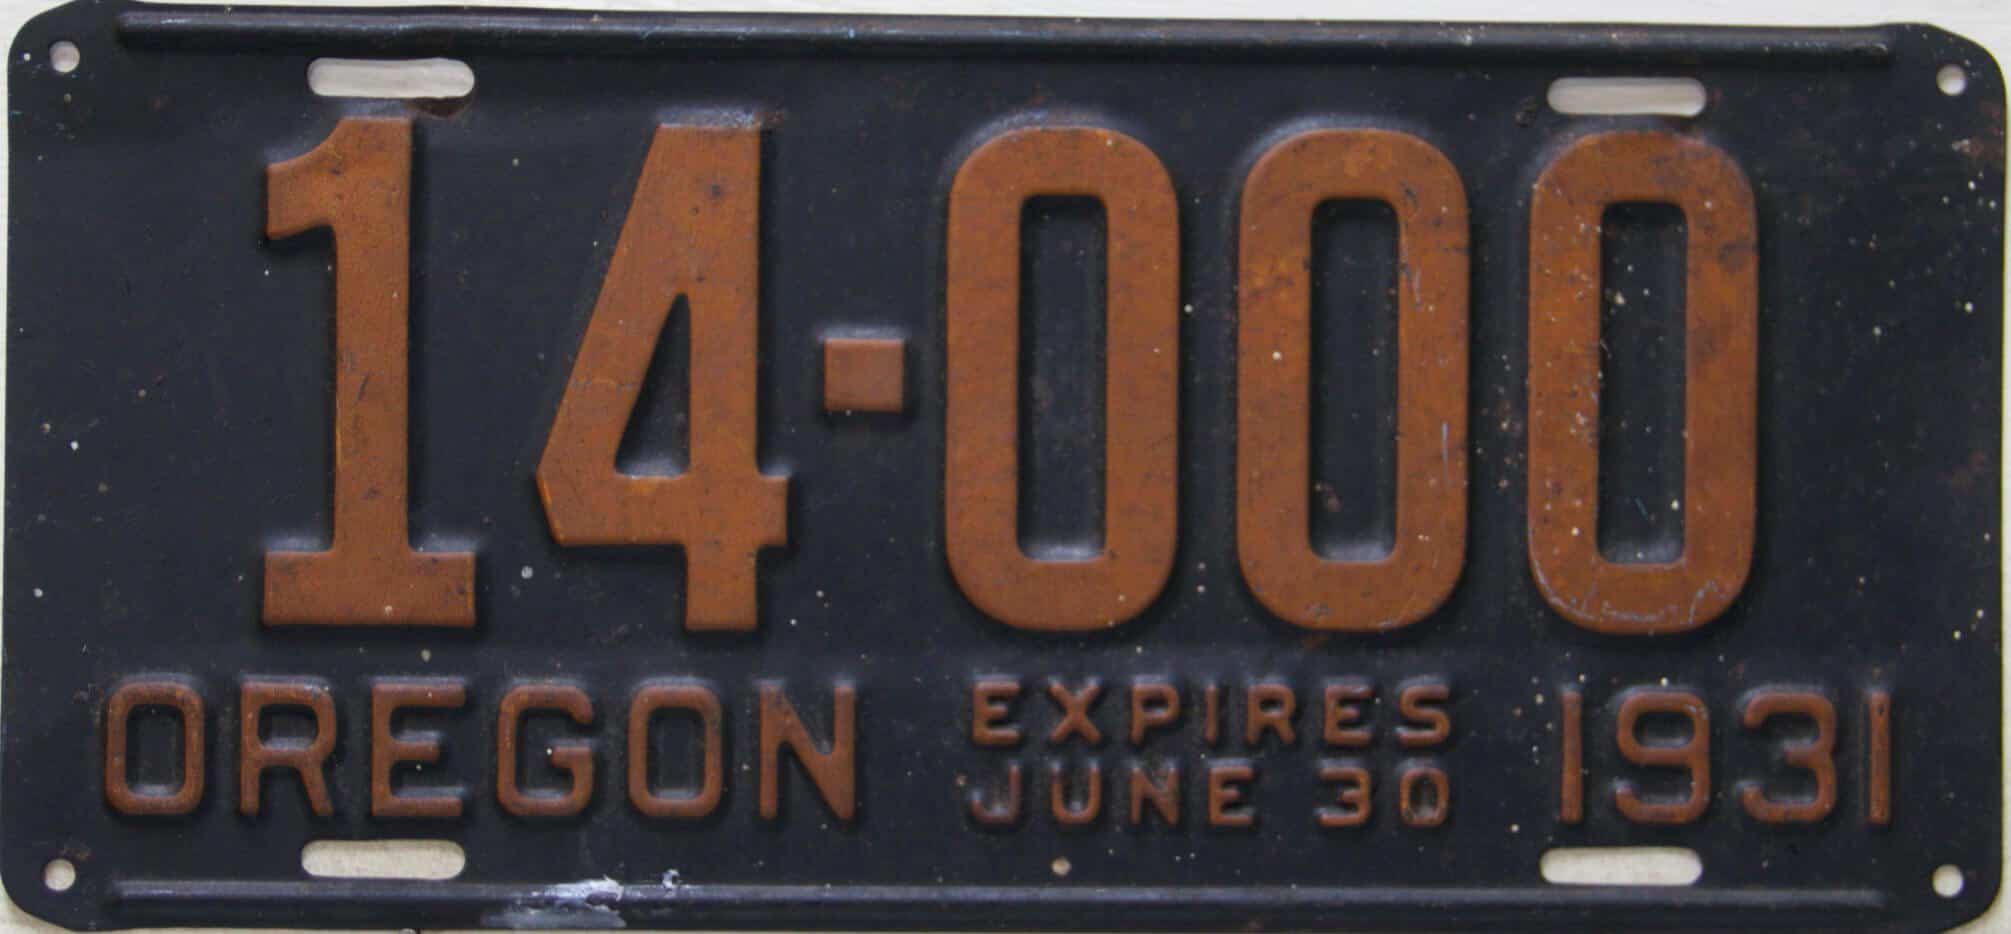 14-000
OREGON EXPIRES JUNE 30 1931